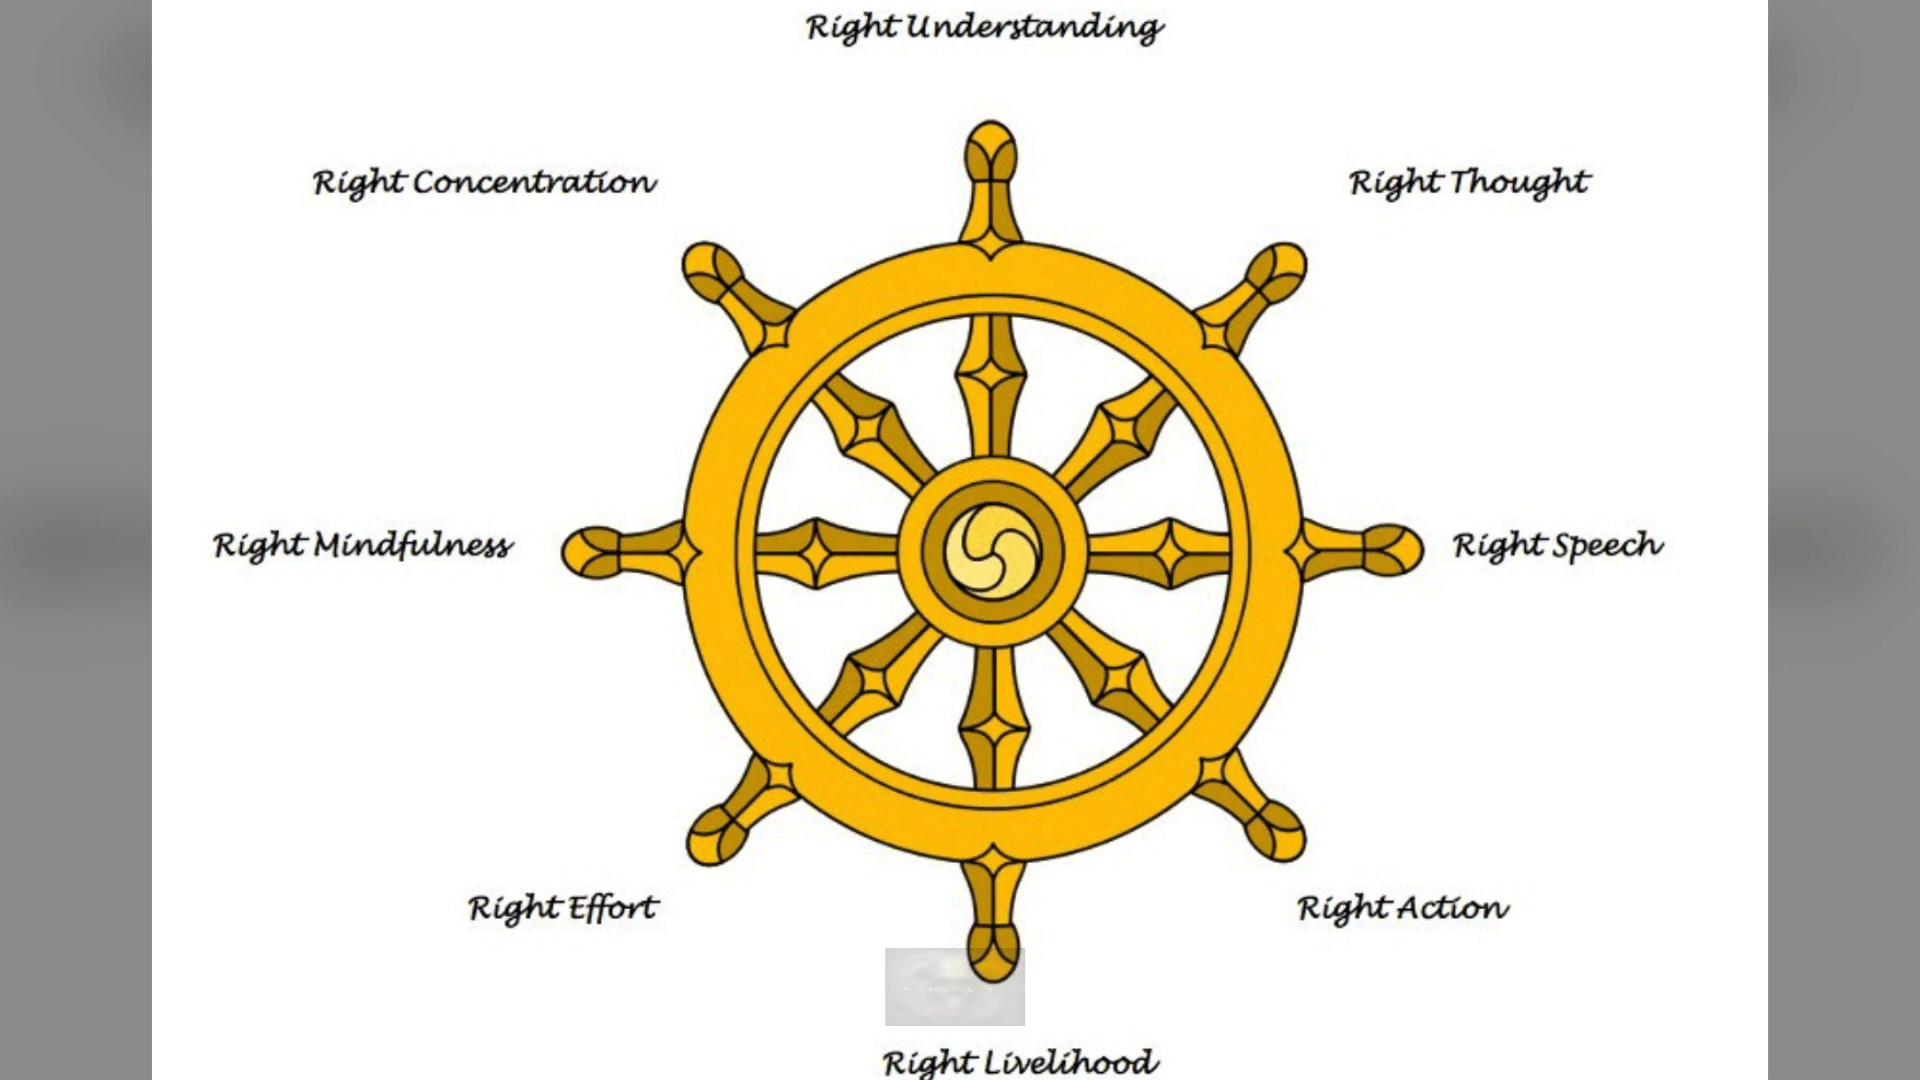 Right Understanding
Right Concentration
Right Thought
Right Mindfulness
Right Speech
Right Effort
Right Action
Right Livelihood